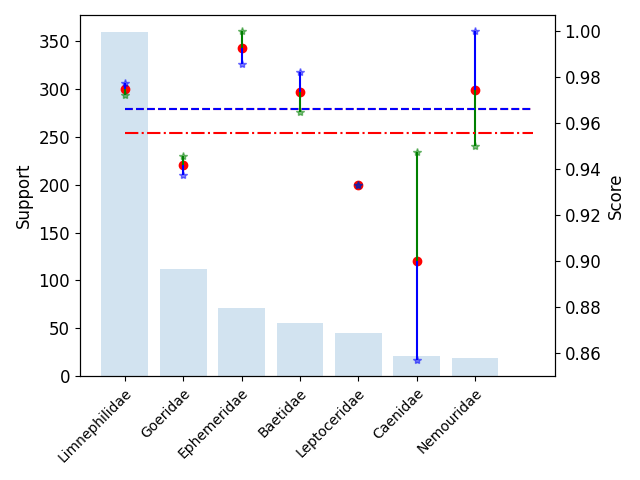 350
300
250
200
150
100
50
0
Support
1.00
0.98
0.96
0.94
0.92
0.90
0.88
0.86
Score
Limnephilidae
Goeridae
Ephemeridae
Baetidae
Leptoceridae
Caenidae
Nemouridae